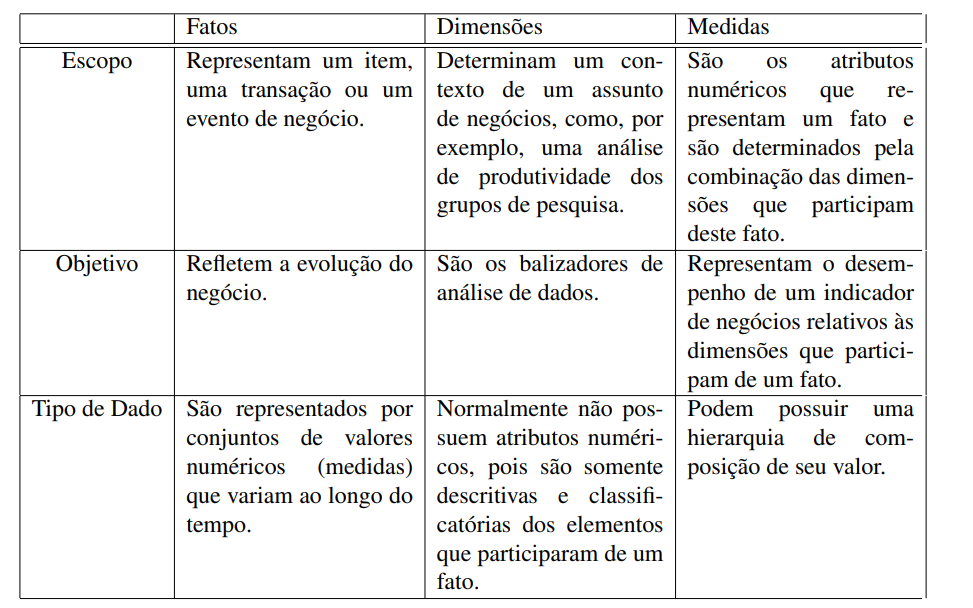 Fatos
Dimensões
Medidas
Escopo
Representam um item,
uma transação ou um
evento de negócio.
Determinam um con-
texto de um assunto
de negócios, como, por
exemplo, uma análise
de produtividade dos
grupos de pesquisa.
São os atributos
numéricos que re-
presentam um fato e
são determinados pela
combinação das dimen-
sões que participam
deste fato.
Objetivo
Refletem a evolução do
negócio.
São os balizadores de
análise de dados.
Representam o desem-
penho de um indicador
de negócios relativos às
dimensões que partici-
pam de um fato.
Tipo de Dado
São representados por
conjuntos de valores
numéricos (medidas)
que variam ao longo do
tempo.
Normalmente não pos-
suem atributos numéri-
cos, pois são somente
descritivas e classifi-
catórias dos elementos
que participaram de um
fato.
Podem possuir uma
hierarquia de com-
posição de seu valor.